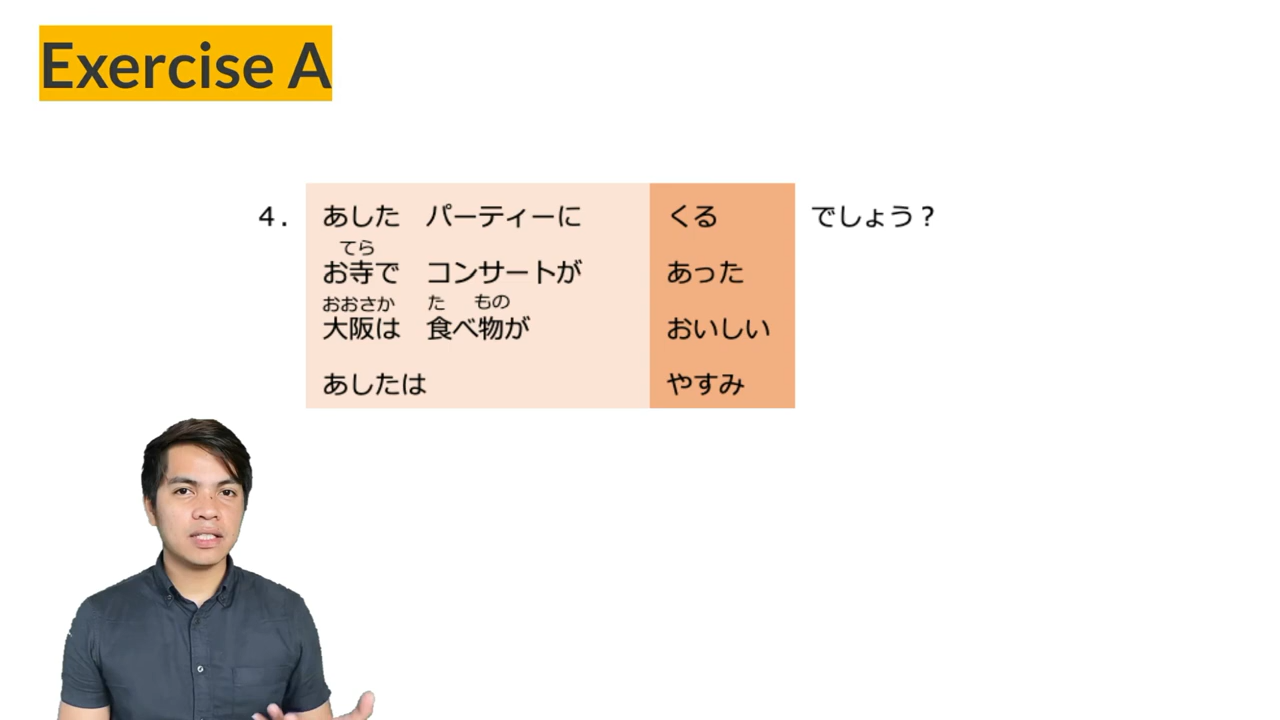 Exercise A
4. あした パーティーに くる でしょう？
てら
お寺で コンサートが あった
おおさか た もの
大阪は 食べ物が おいしい
あしたは やすみ